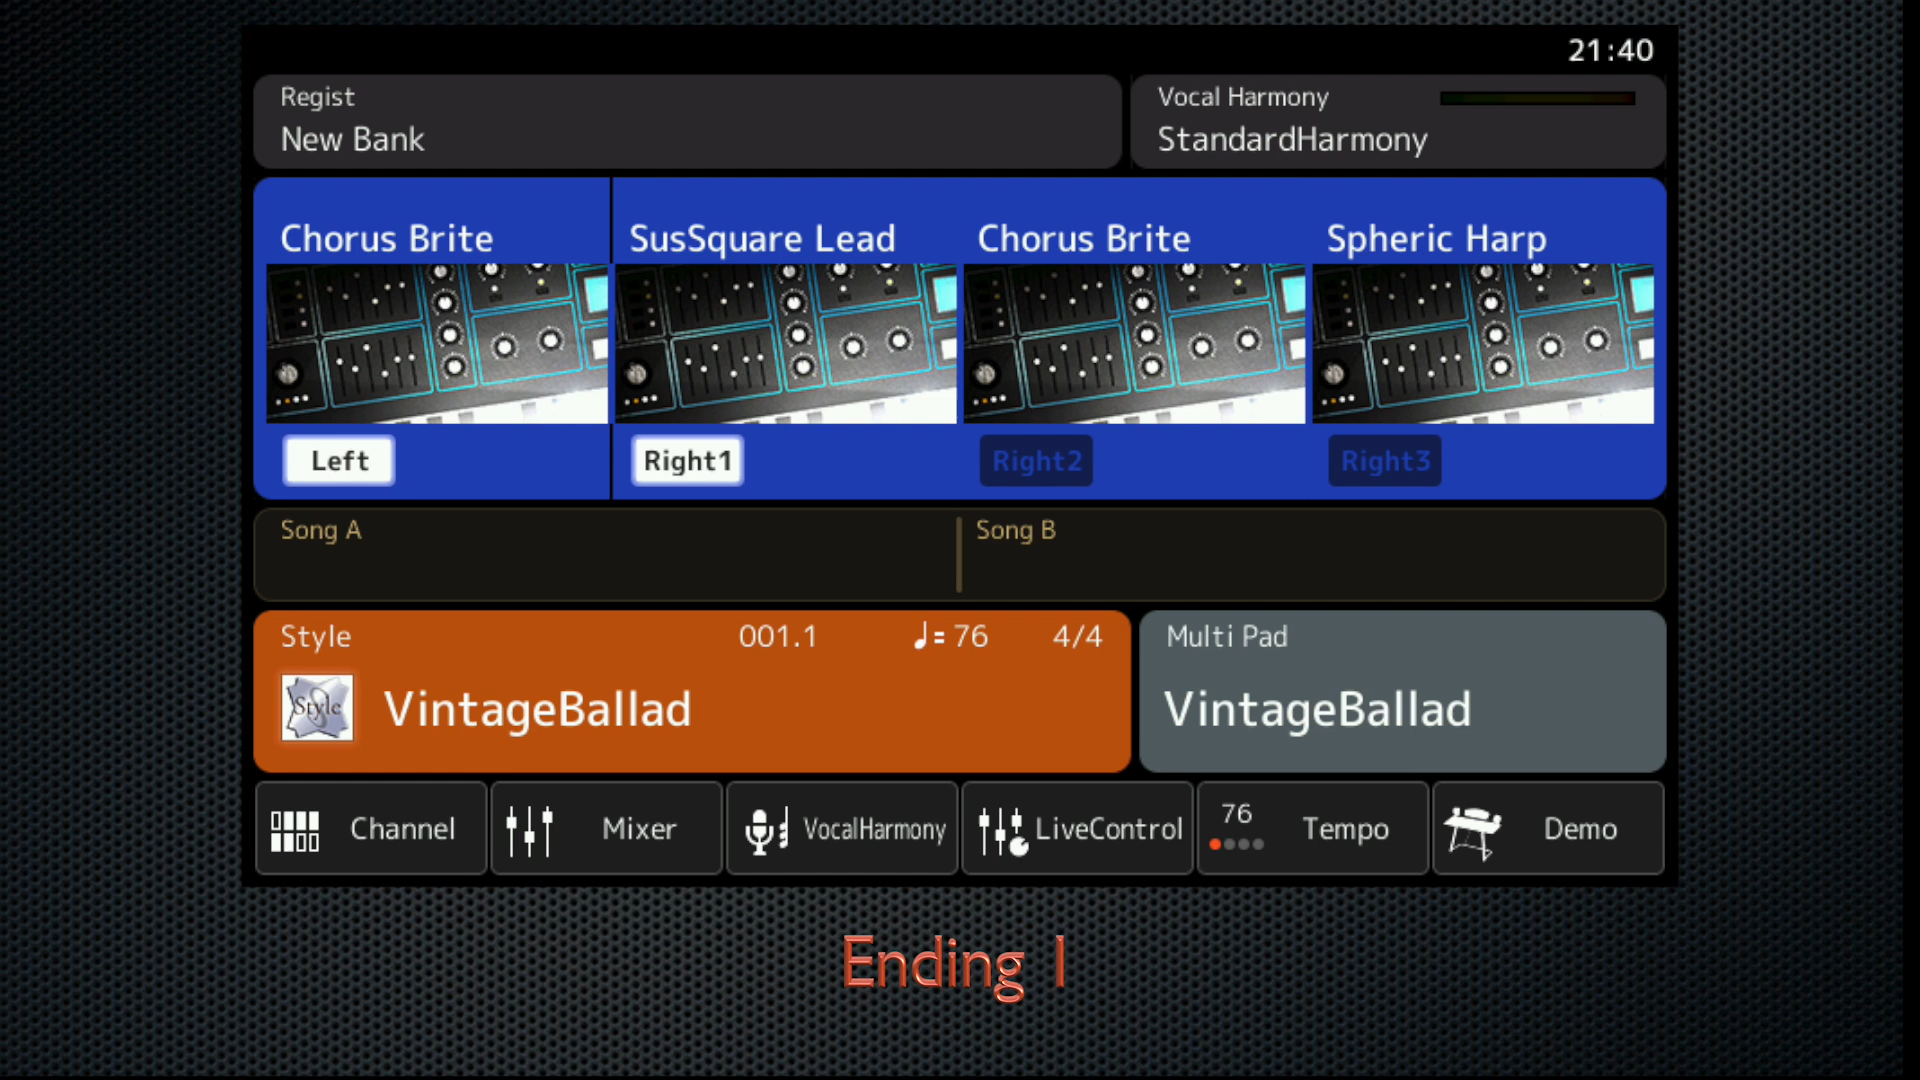 21:40
Regist
New Bank
Vocal Harmony
StandardHarmony
Chorus Brite
SusSquare Lead
Chorus Brite
Spheric Harp
Left
Right1
Right2
Right3
Song A
Song B
Style 001.1 ♩= 76 4/4
Style
VintageBallad
Multi Pad
VintageBallad
Channel
Mixer
VocalHarmony
LiveControl
76
Tempo
Demo
Ending 1